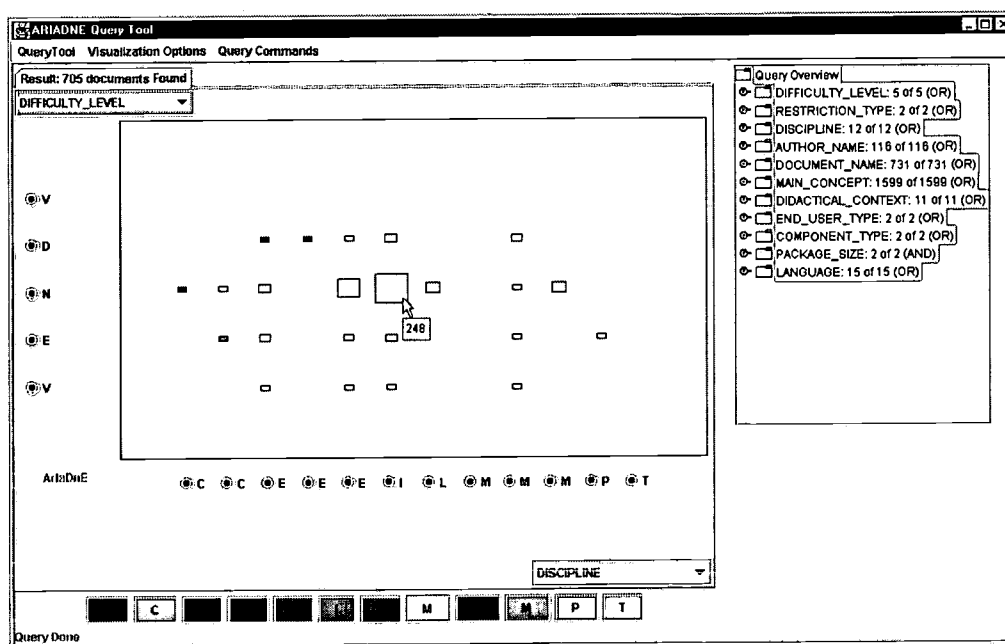 ARIADNE Query Tool
QueryTool Visualization Options Query Commands
Result: 705 documents Found
DIFFICULTY_LEVEL
V
D
N
E
V
248
ArIaDnE
C C E E E I L M M M P T
DISCIPLINE
C M M P T
Query Done
Query Overview
DIFFICULTY_LEVEL: 5 of 5 (OR)
RESTRICTION_TYPE: 2 of 2 (OR)
DISCIPLINE: 12 of 12 (OR)
AUTHOR_NAME: 116 of 116 (OR)
DOCUMENT_NAME: 731 of 731 (OR)
MAIN_CONCEPT: 1599 of 1599 (OR)
DIDACTICAL_CONTEXT: 11 of 11 (OR)
END_USER_TYPE: 2 of 2 (OR)
COMPONENT_TYPE: 2 of 2 (OR)
PACKAGE_SIZE: 2 of 2 (AND)
LANGUAGE: 15 of 15 (OR)